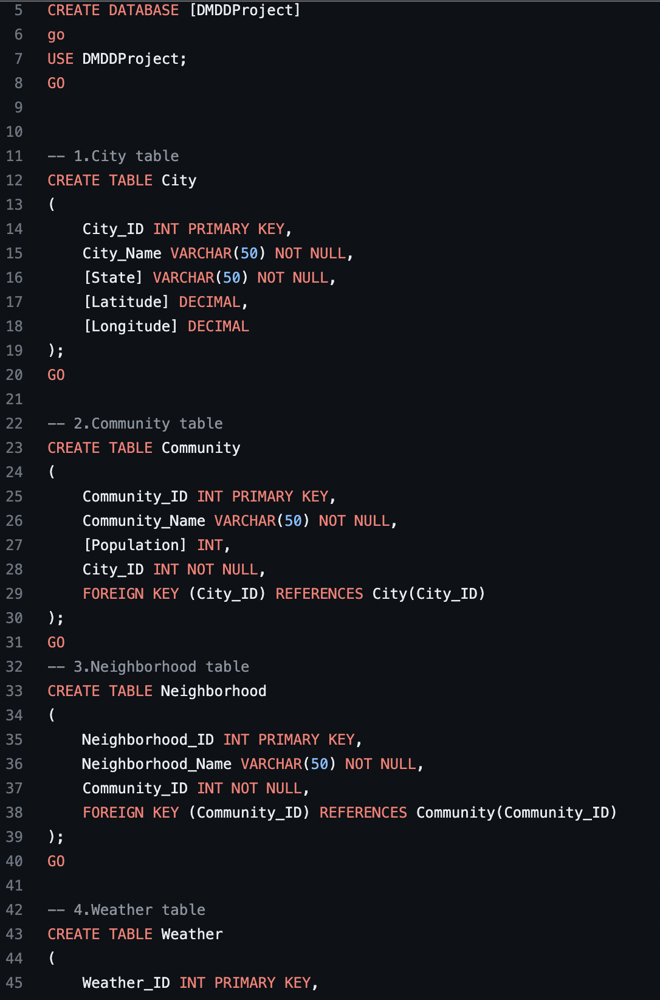 5 CREATE DATABASE [DMDDProject]
6 go
7 USE DMDDProject;
8 GO
9
10
11 -- 1.City table
12 CREATE TABLE City
13 (
14 City_ID INT PRIMARY KEY,
15 City_Name VARCHAR(50) NOT NULL,
16 [State] VARCHAR(50) NOT NULL,
17 [Latitude] DECIMAL,
18 [Longitude] DECIMAL
19 );
20 GO
21
22 -- 2.Community table
23 CREATE TABLE Community
24 (
25 Community_ID INT PRIMARY KEY,
26 Community_Name VARCHAR(50) NOT NULL,
27 [Population] INT,
28 City_ID INT NOT NULL,
29 FOREIGN KEY (City_ID) REFERENCES City(City_ID)
30 );
31 GO
32 -- 3.Neighborhood table
33 CREATE TABLE Neighborhood
34 (
35 Neighborhood_ID INT PRIMARY KEY,
36 Neighborhood_Name VARCHAR(50) NOT NULL,
37 Community_ID INT NOT NULL,
38 FOREIGN KEY (Community_ID) REFERENCES Community(Community_ID)
39 );
40 GO
41
42 -- 4.Weather table
43 CREATE TABLE Weather
44 (
45 Weather_ID INT PRIMARY KEY,